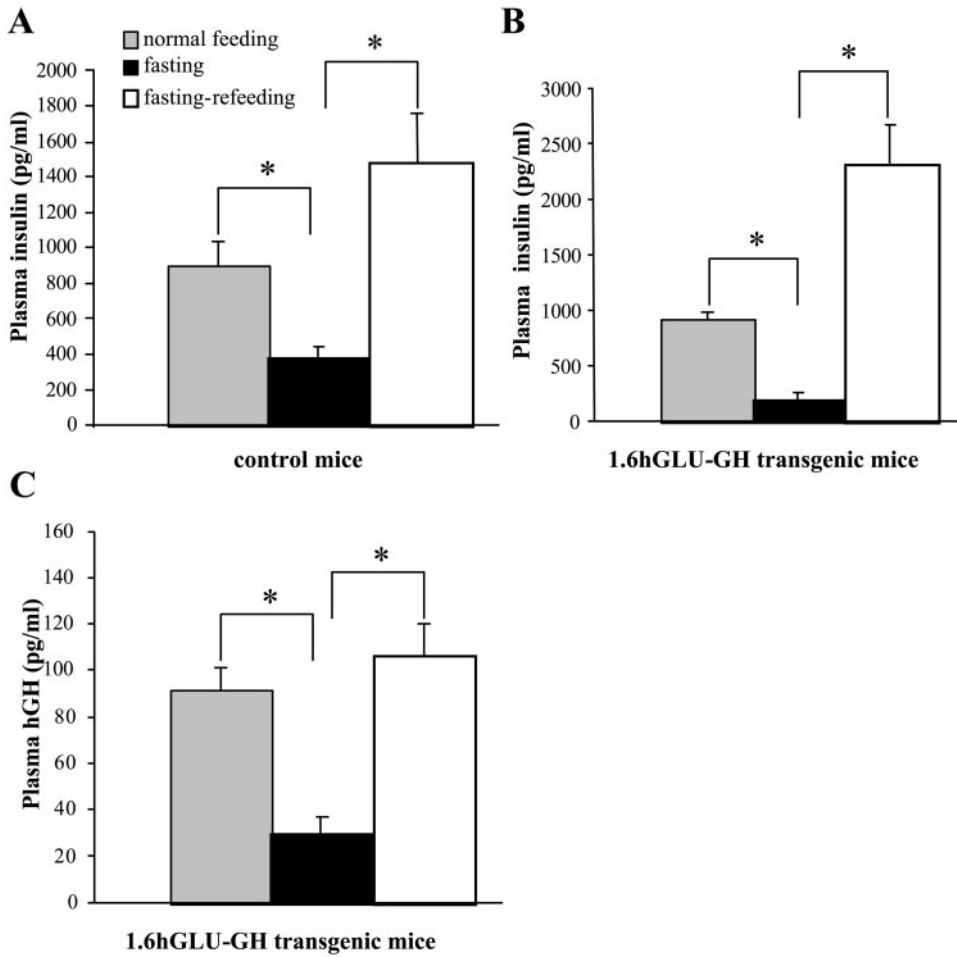 A
normal feeding
fasting
fasting-refeeding
Plasma insulin (pg/ml)
2000
1800
1600
1400
1200
1000
800
600
400
200
0
*
*
control mice
B
Plasma insulin (pg/ml)
3000
2500
2000
1500
1000
500
0
*
*
1.6hGLU-GH transgenic mice
C
Plasma hGH (pg/ml)
160
140
120
100
80
60
40
20
0
*
*
1.6hGLU-GH transgenic mice